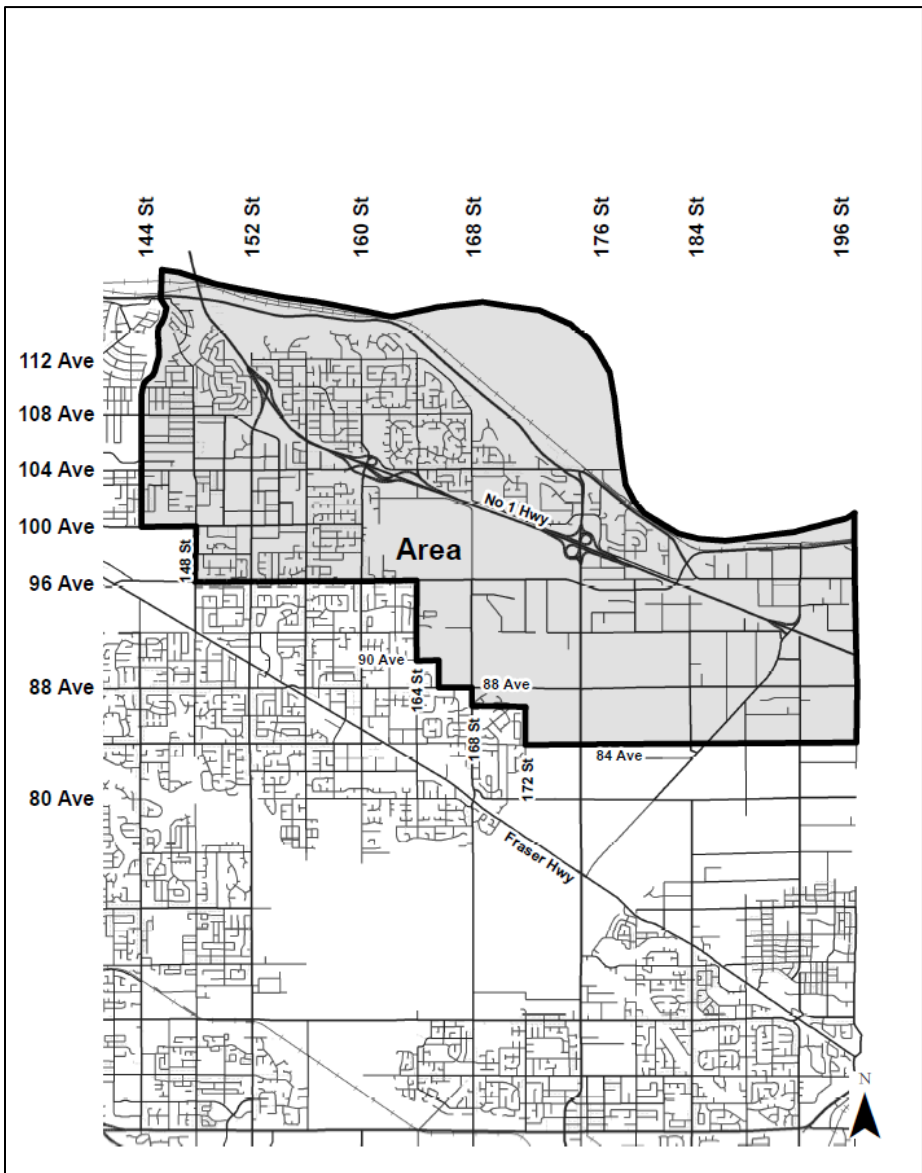 144 St
152 St
160 St
168 St
176 St
184 St
196 St
112 Ave
108 Ave
104 Ave
No 1 Hwy
100 Ave
Area
148 St
96 Ave
90 Ave
164 St
88 Ave
88 Ave
168 St
172 St
84 Ave
80 Ave
Fraser Hwy
N